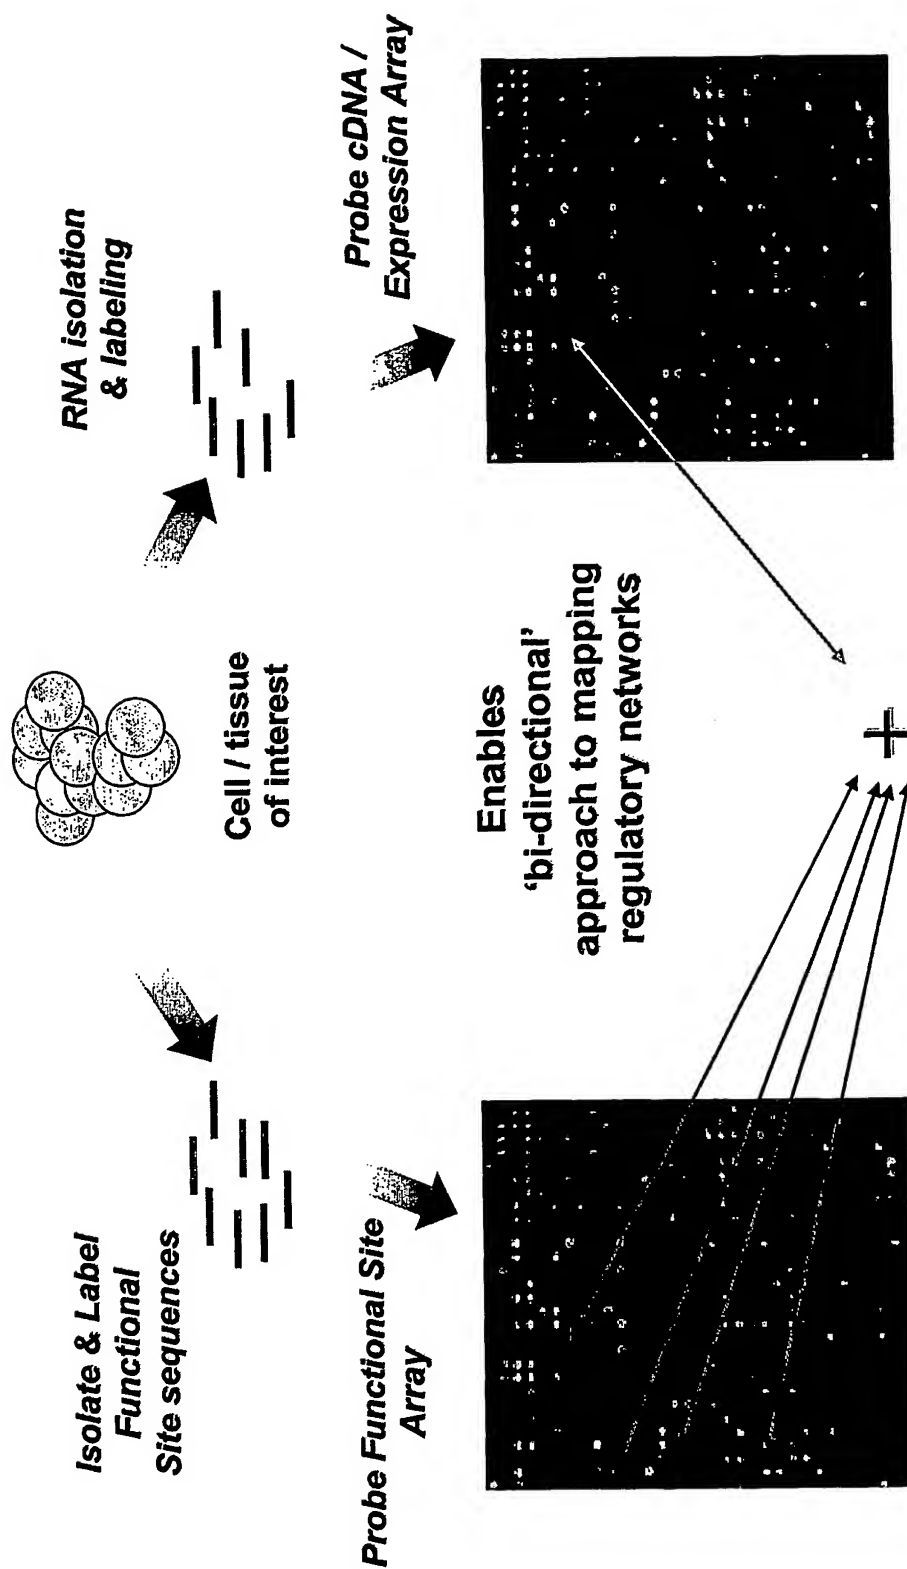 Cell / tissue
of interest
Isolate & Label
Functional
Site sequences
RNA isolation
& labeling
Probe Functional Site
Array
Probe cDNA /
Expression Array
Enables
‘bi-directional’
approach to mapping
regulatory networks
+